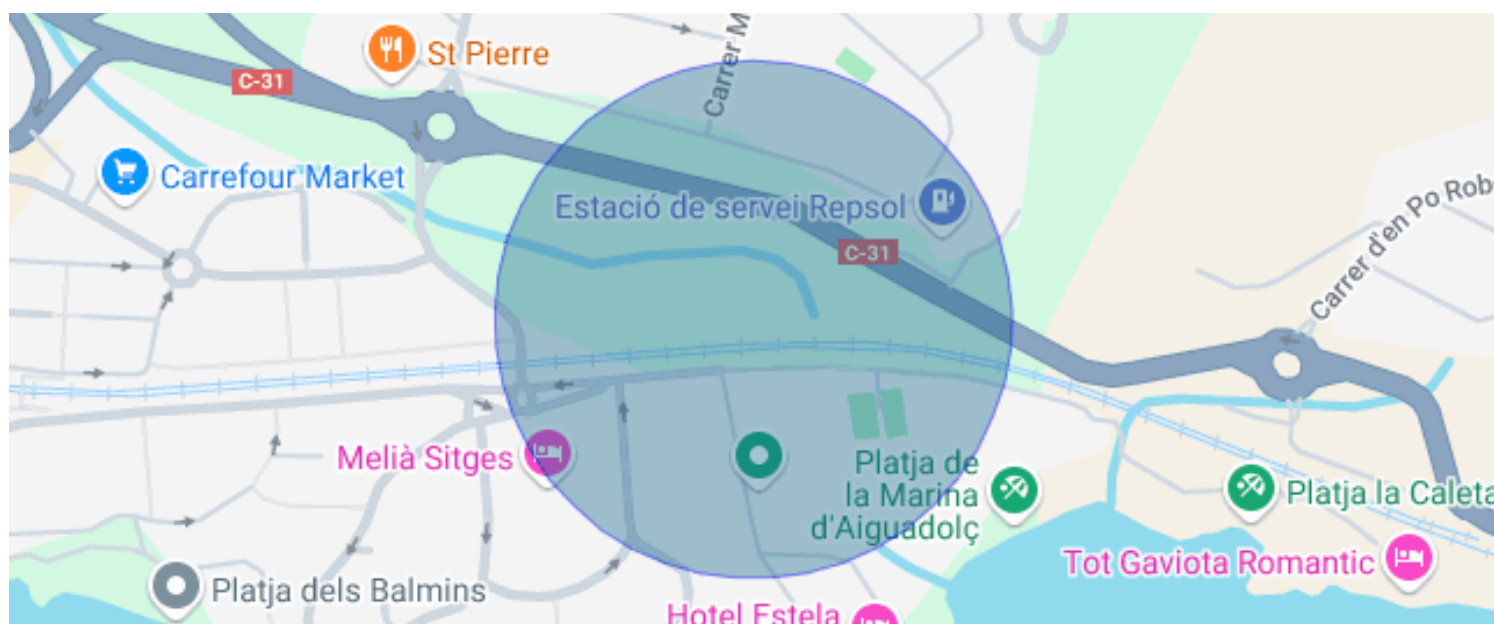 Carrer M
St Pierre
C-31
Carrefour Market
Estació de servei Repsol
C-31
Carrer d'en Po Rob
Melià Sitges
Platja de
la Marina
d'Aiguadolç
Platja la Caleta
Tot Gaviota Romantic
Platja dels Balmins
Hotel Estela